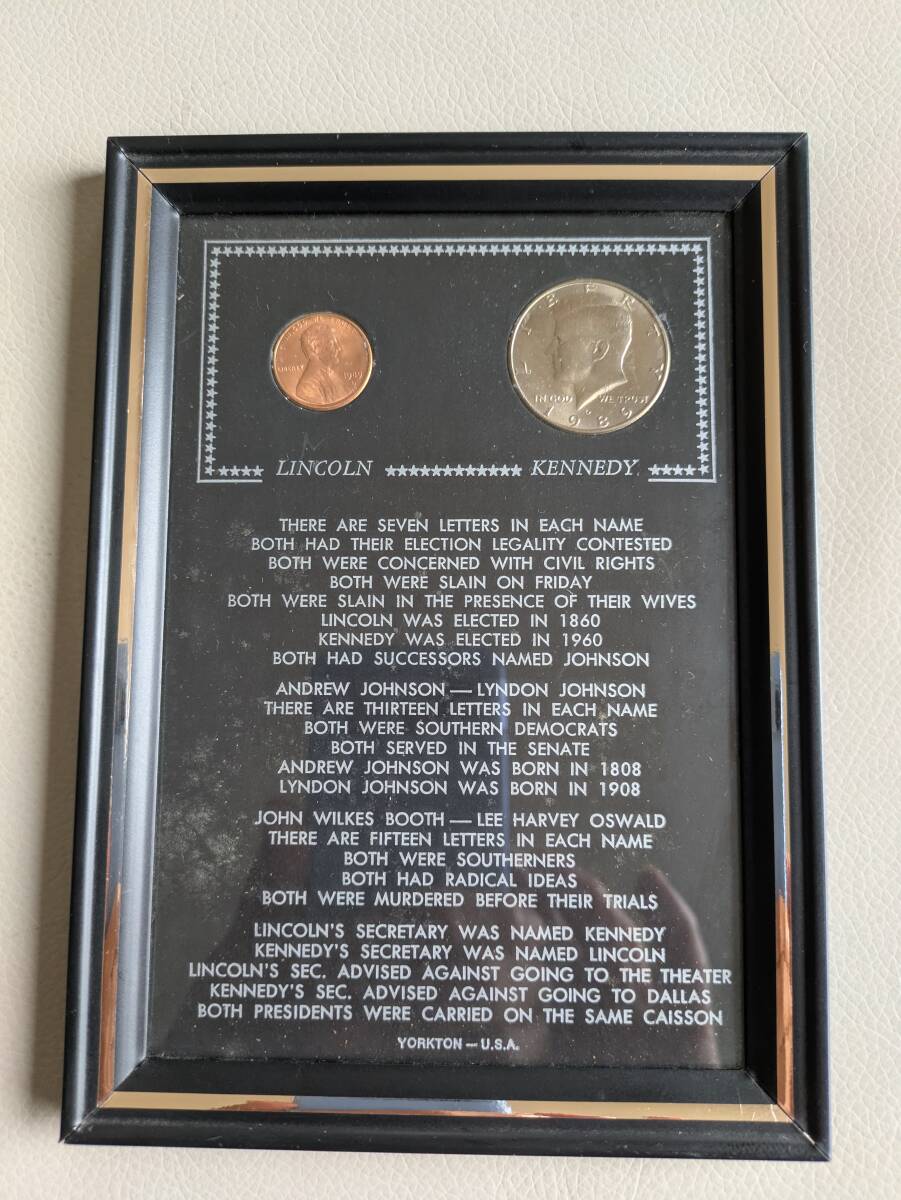 LIBERTY
1989
D
LIBERTY
IN GOD WE TRUST
1989
LINCOLN ★★★★★★★★★★★★ KENNEDY
THERE ARE SEVEN LETTERS IN EACH NAME
BOTH HAD THEIR ELECTION LEGALITY CONTESTED
BOTH WERE CONCERNED WITH CIVIL RIGHTS
BOTH WERE SLAIN ON FRIDAY
BOTH WERE SLAIN IN THE PRESENCE OF THEIR WIVES
LINCOLN WAS ELECTED IN 1860
KENNEDY WAS ELECTED IN 1960
BOTH HAD SUCCESSORS NAMED JOHNSON
ANDREW JOHNSON — LYNDON JOHNSON
THERE ARE THIRTEEN LETTERS IN EACH NAME
BOTH WERE SOUTHERN DEMOCRATS
BOTH SERVED IN THE SENATE
ANDREW JOHNSON WAS BORN IN 1808
LYNDON JOHNSON WAS BORN IN 1908
JOHN WILKES BOOTH — LEE HARVEY OSWALD
THERE ARE FIFTEEN LETTERS IN EACH NAME
BOTH WERE SOUTHERNERS
BOTH HAD RADICAL IDEAS
BOTH WERE MURDERED BEFORE THEIR TRIALS
LINCOLN'S SECRETARY WAS NAMED KENNEDY
KENNEDY'S SECRETARY WAS NAMED LINCOLN
LINCOLN'S SEC. ADVISED AGAINST GOING TO THE THEATER
KENNEDY'S SEC. ADVISED AGAINST GOING TO DALLAS
BOTH PRESIDENTS WERE CARRIED ON THE SAME CAISSON
YORKTON — U.S.A.